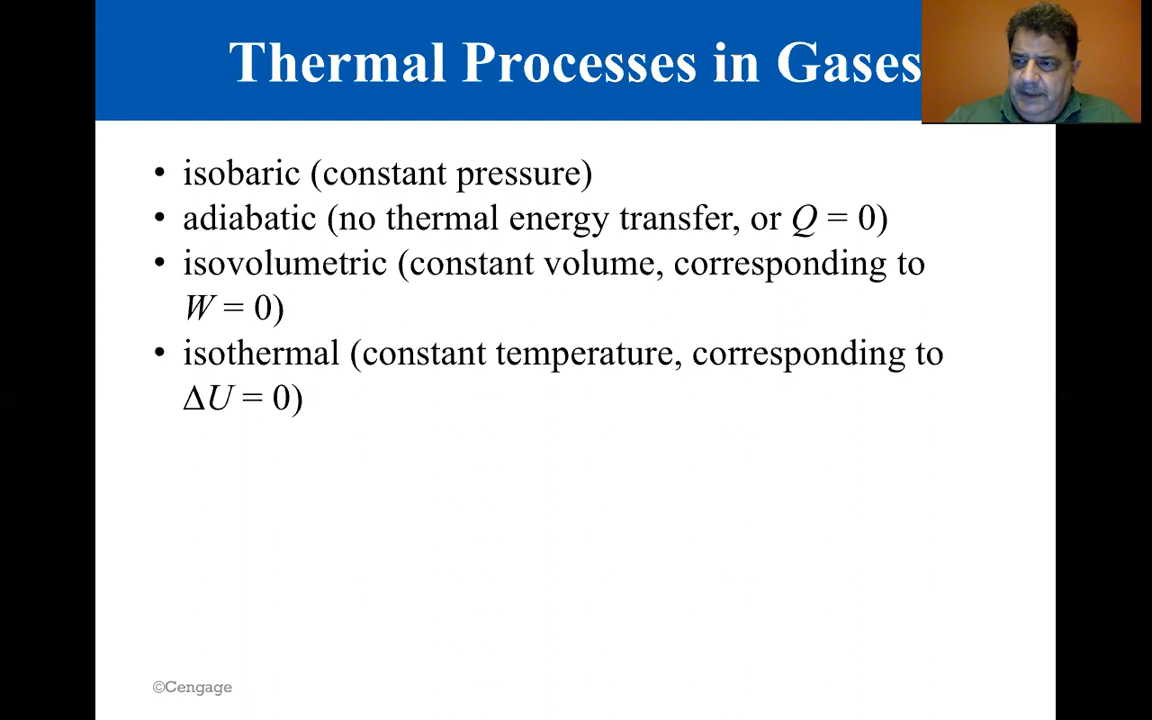 Thermal Processes in Gases
• isobaric (constant pressure)
• adiabatic (no thermal energy transfer, or Q = 0)
• isovolumetric (constant volume, corresponding to
W = 0)
• isothermal (constant temperature, corresponding to
ΔU = 0)
©Cengage